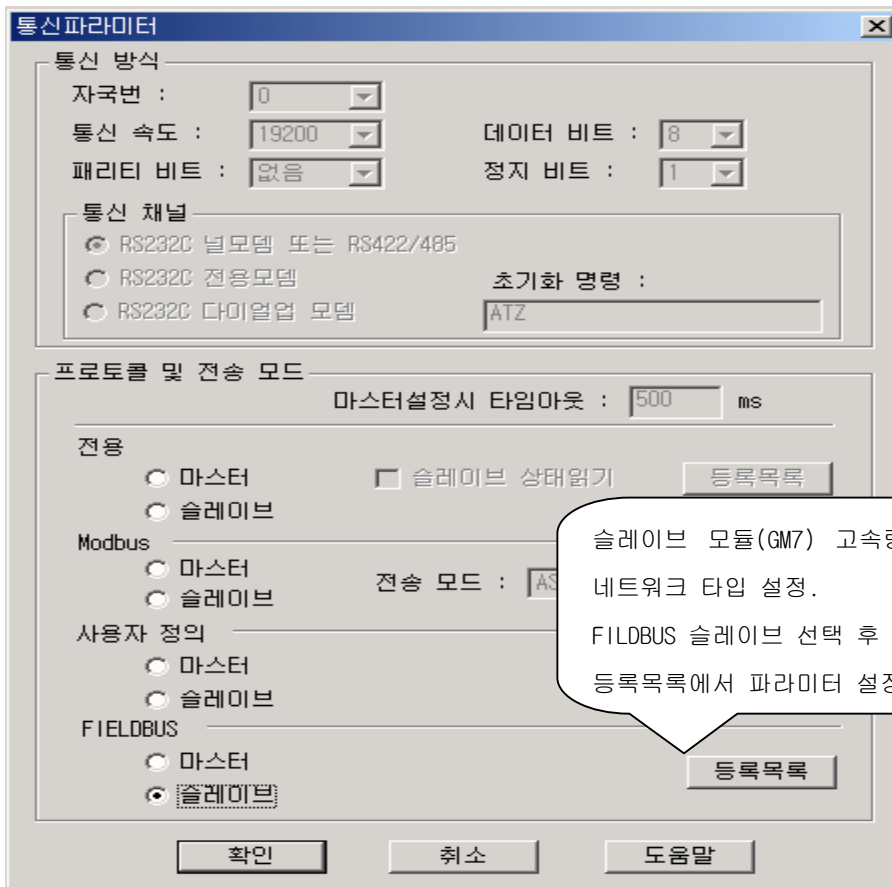 통신파라미터
통신 방식
자국번 : 0
통신 속도 : 19200 데이터 비트 : 8
패리티 비트 : 없음 정지 비트 : 1
통신 채널
RS232C 널모뎀 또는 RS422/485
RS232C 전용모뎀 초기화 명령 :
RS232C 다이얼업 모뎀 ATZ
프로토콜 및 전송 모드
마스터설정시 타임아웃 : 500 ms
전용
마스터 슬레이브 상태읽기 등록목록
슬레이브
Modbus
마스터
전송 모드 :
슬레이브
사용자 정의
마스터
슬레이브
슬레이브 모듈(GM7)
네트워크 타입 설정.
FILDBUS 슬레이브 선택 후
등록목록에서 파라미터
FIELDBUS
마스터
등록목록
슬레이브
확인 취소 도움말